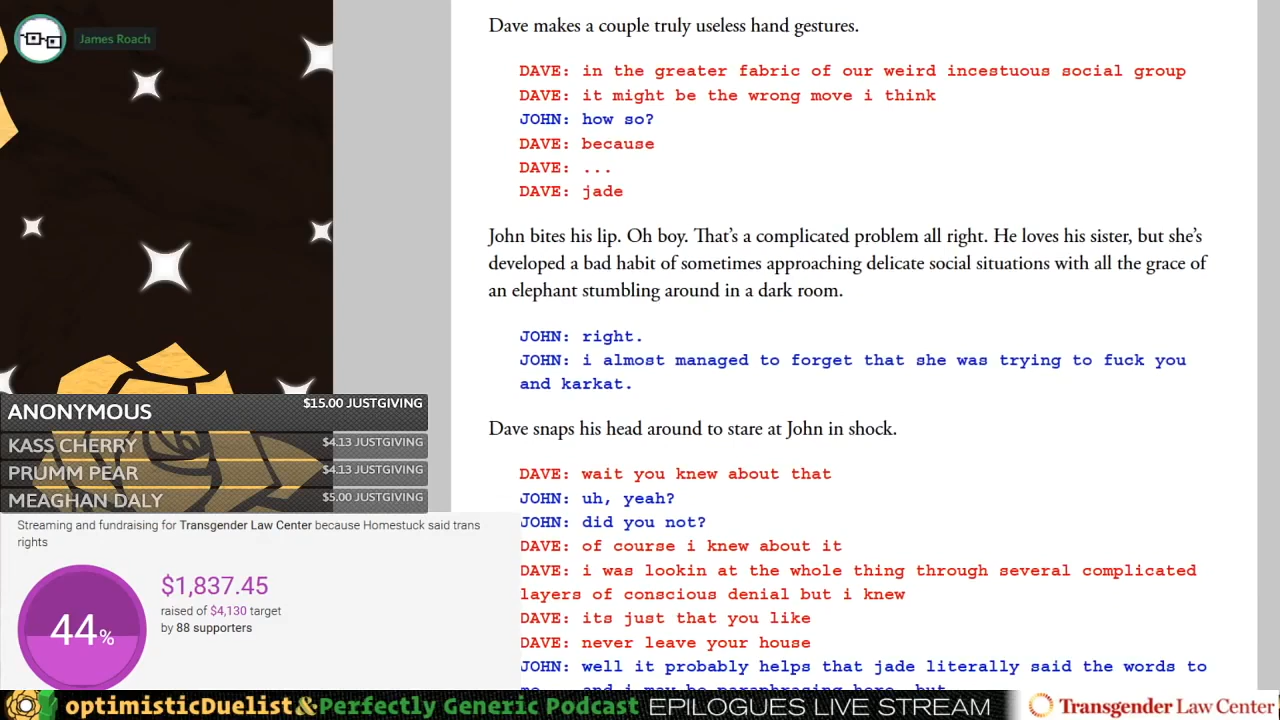 James Roach
Dave makes a couple truly useless hand gestures.
DAVE: in the greater fabric of our weird incestuous social group
DAVE: it might be the wrong move i think
JOHN: how so?
DAVE: because
DAVE: ...
DAVE: jade
John bites his lip. Oh boy. That’s a complicated problem all right. He loves his sister, but she’s
developed a bad habit of sometimes approaching delicate social situations with all the grace of
an elephant stumbling around in a dark room.
JOHN: right.
JOHN: i almost managed to forget that she was trying to fuck you
and karkat.
Dave snaps his head around to stare at John in shock.
DAVE: wait you knew about that
JOHN: uh, yeah?
JOHN: did you not?
DAVE: of course i knew about it
DAVE: i was lookin at the whole thing through several complicated
layers of conscious denial but i knew
DAVE: its just that you like
DAVE: never leave your house
JOHN: well it probably helps that jade literally said the words to
me... and i may be paraphrasing here, but
ANONYMOUS $15.00 JUSTGIVING
KASS CHERRY $4.13 JUSTGIVING
PRUMM PEAR $4.13 JUSTGIVING
MEAGHAN DALY $5.00 JUSTGIVING
Streaming and fundraising for Transgender Law Center because Homestuck said trans
rights
44%
$1,837.45
raised of $4,130 target
by 88 supporters
optimisticDuelist & Perfectly Generic Podcast EPILOGUES LIVE STREAM Transgender Law Center